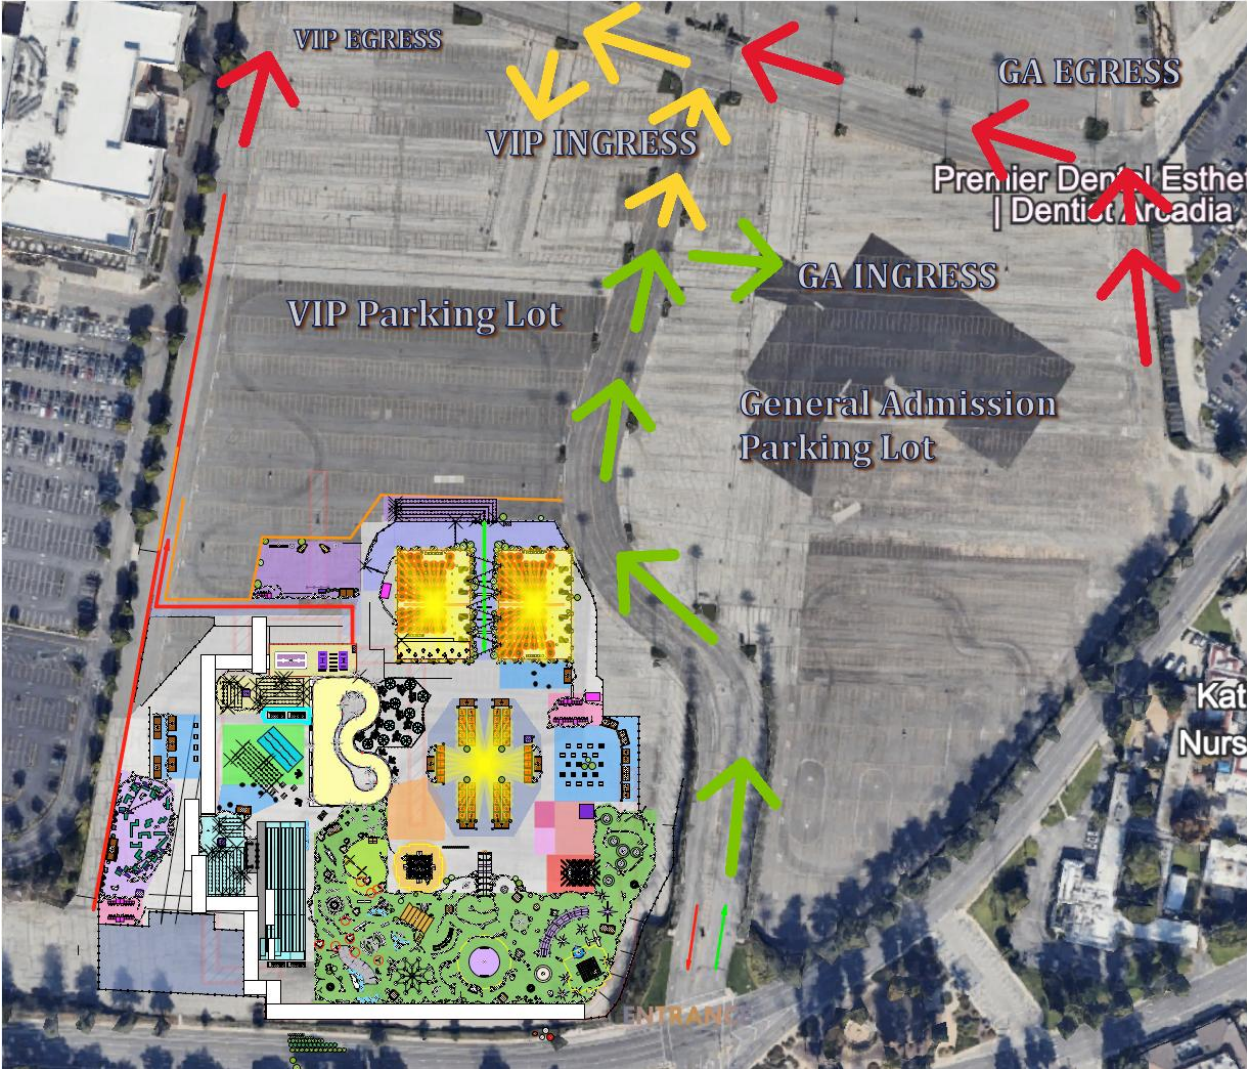 VIP EGRESS
GA EGRESS
VIP INGRESS
Premier Dental Esthet
| Dentist Arcadia
GA INGRESS
VIP Parking Lot
General Admission
Parking Lot
Kat
Nurs
ENTRANC